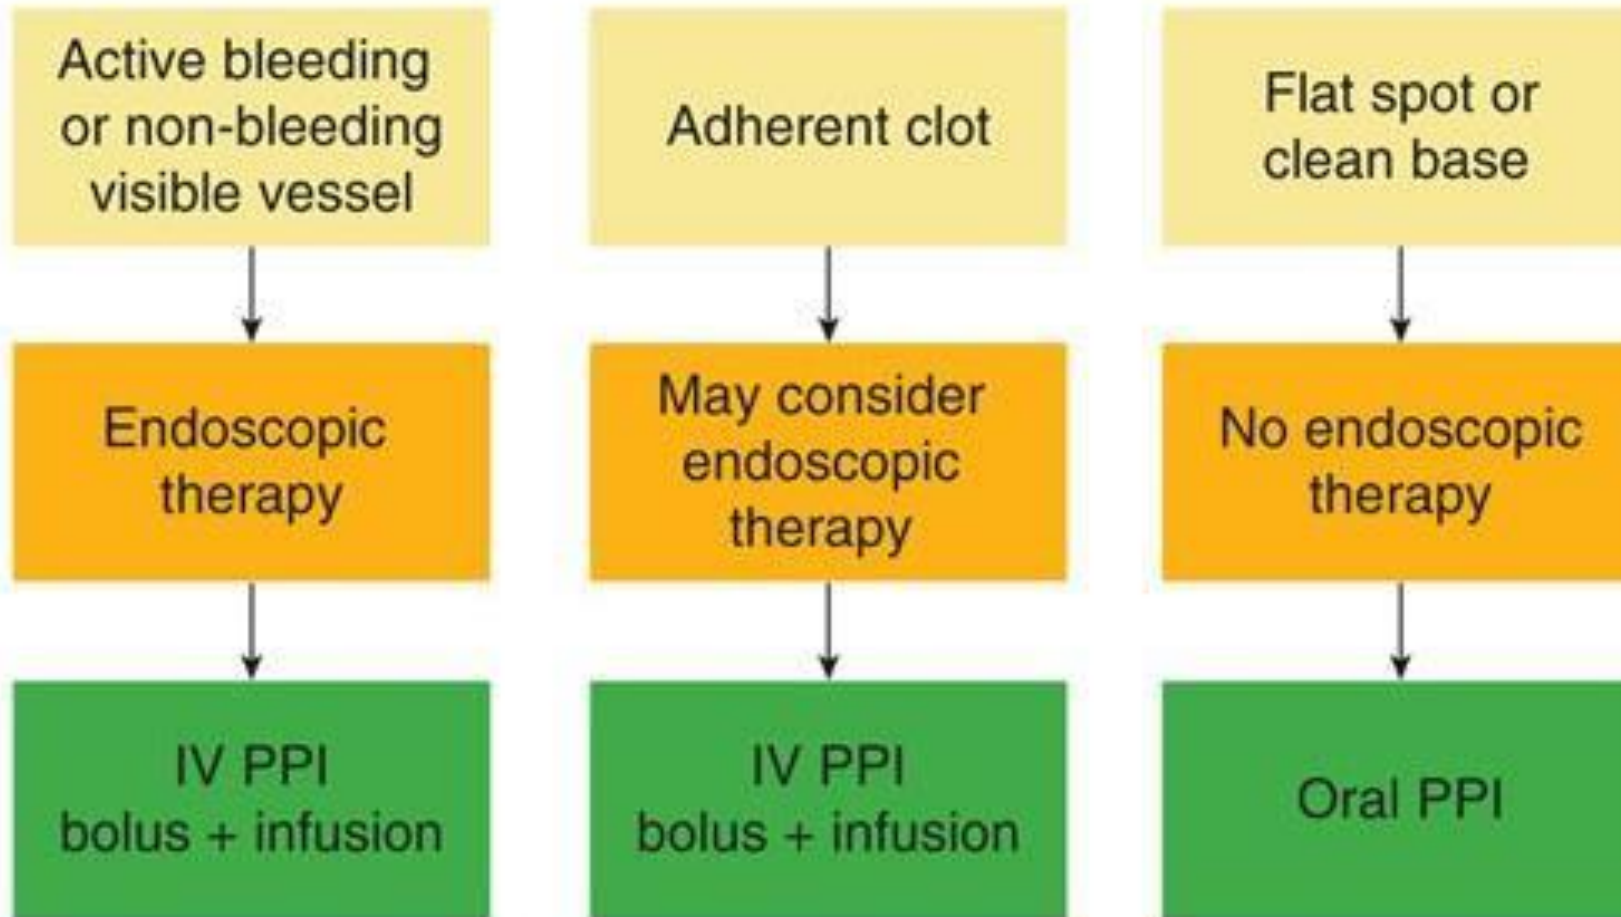 Active bleeding
or non-bleeding
visible vessel
Adherent clot
Flat spot or
clean base
Endoscopic
therapy
May consider
endoscopic
therapy
No endoscopic
therapy
IV PPI
bolus + infusion
IV PPI
bolus + infusion
Oral PPI